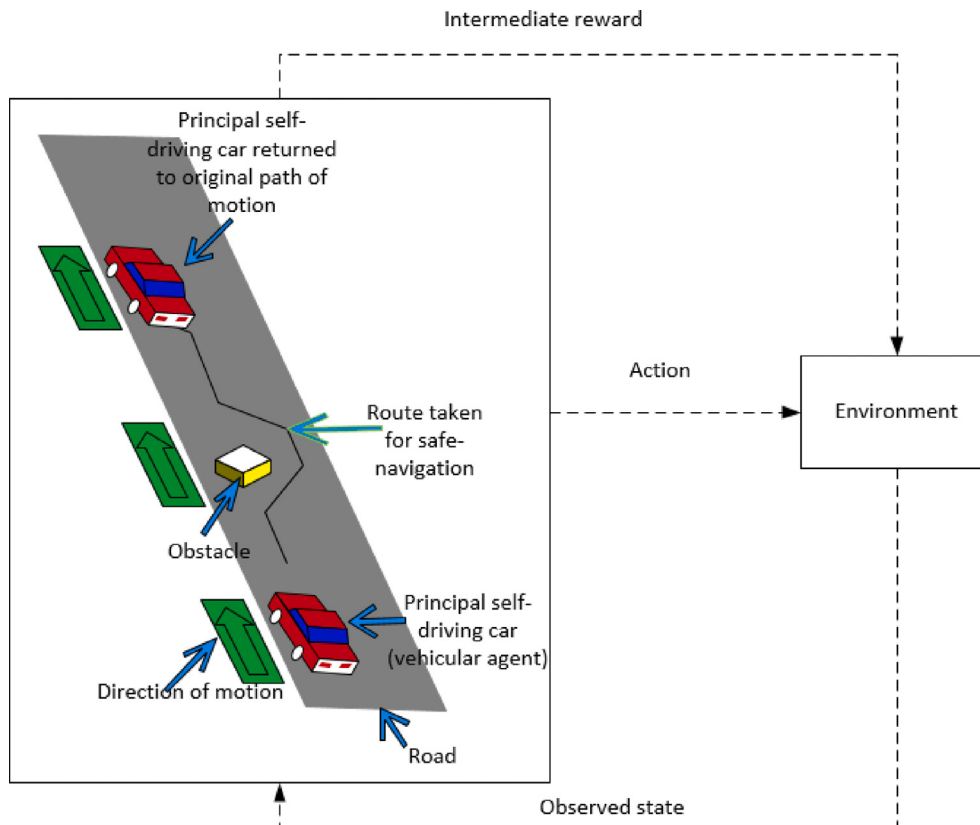 Intermediate reward
Principal self-
driving car returned
to original path of
motion
Action
Environment
Route taken
for safe-
navigation
Obstacle
Principal self-
driving car
(vehicular agent)
Direction of motion
Road
Observed state